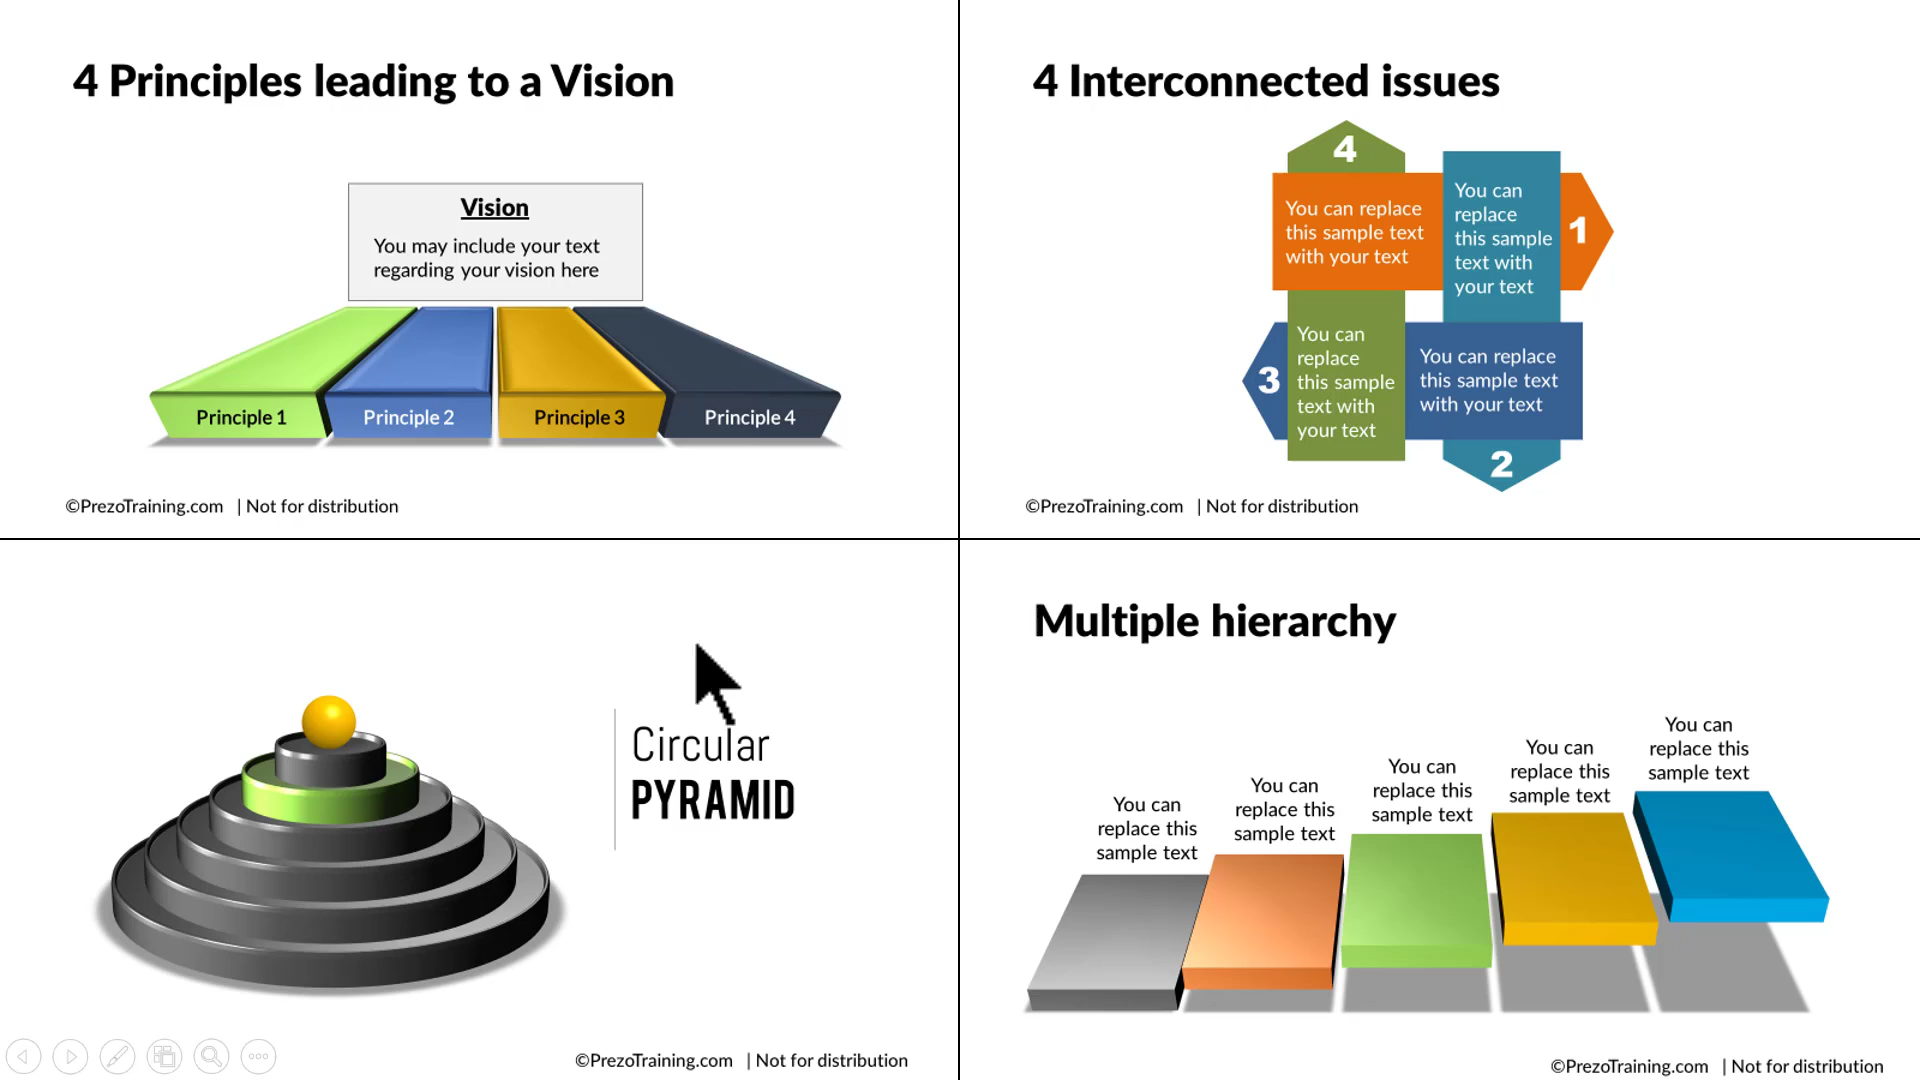 4 Principles leading to a Vision
Vision
You may include your text
regarding your vision here
Principle 1
Principle 2
Principle 3
Principle 4
©PrezoTraining.com | Not for distribution
4 Interconnected issues
4
You can replace
this sample text
with your text
You can
replace
this sample
text with
your text
1
3
You can
replace
this sample
text with
your text
You can replace
this sample text
with your text
2
©PrezoTraining.com | Not for distribution
Circular
PYRAMID
©PrezoTraining.com | Not for distribution
Multiple hierarchy
You can
replace this
sample text
You can
replace this
sample text
You can
replace this
sample text
You can
replace this
sample text
You can
replace this
sample text
©PrezoTraining.com | Not for distribution